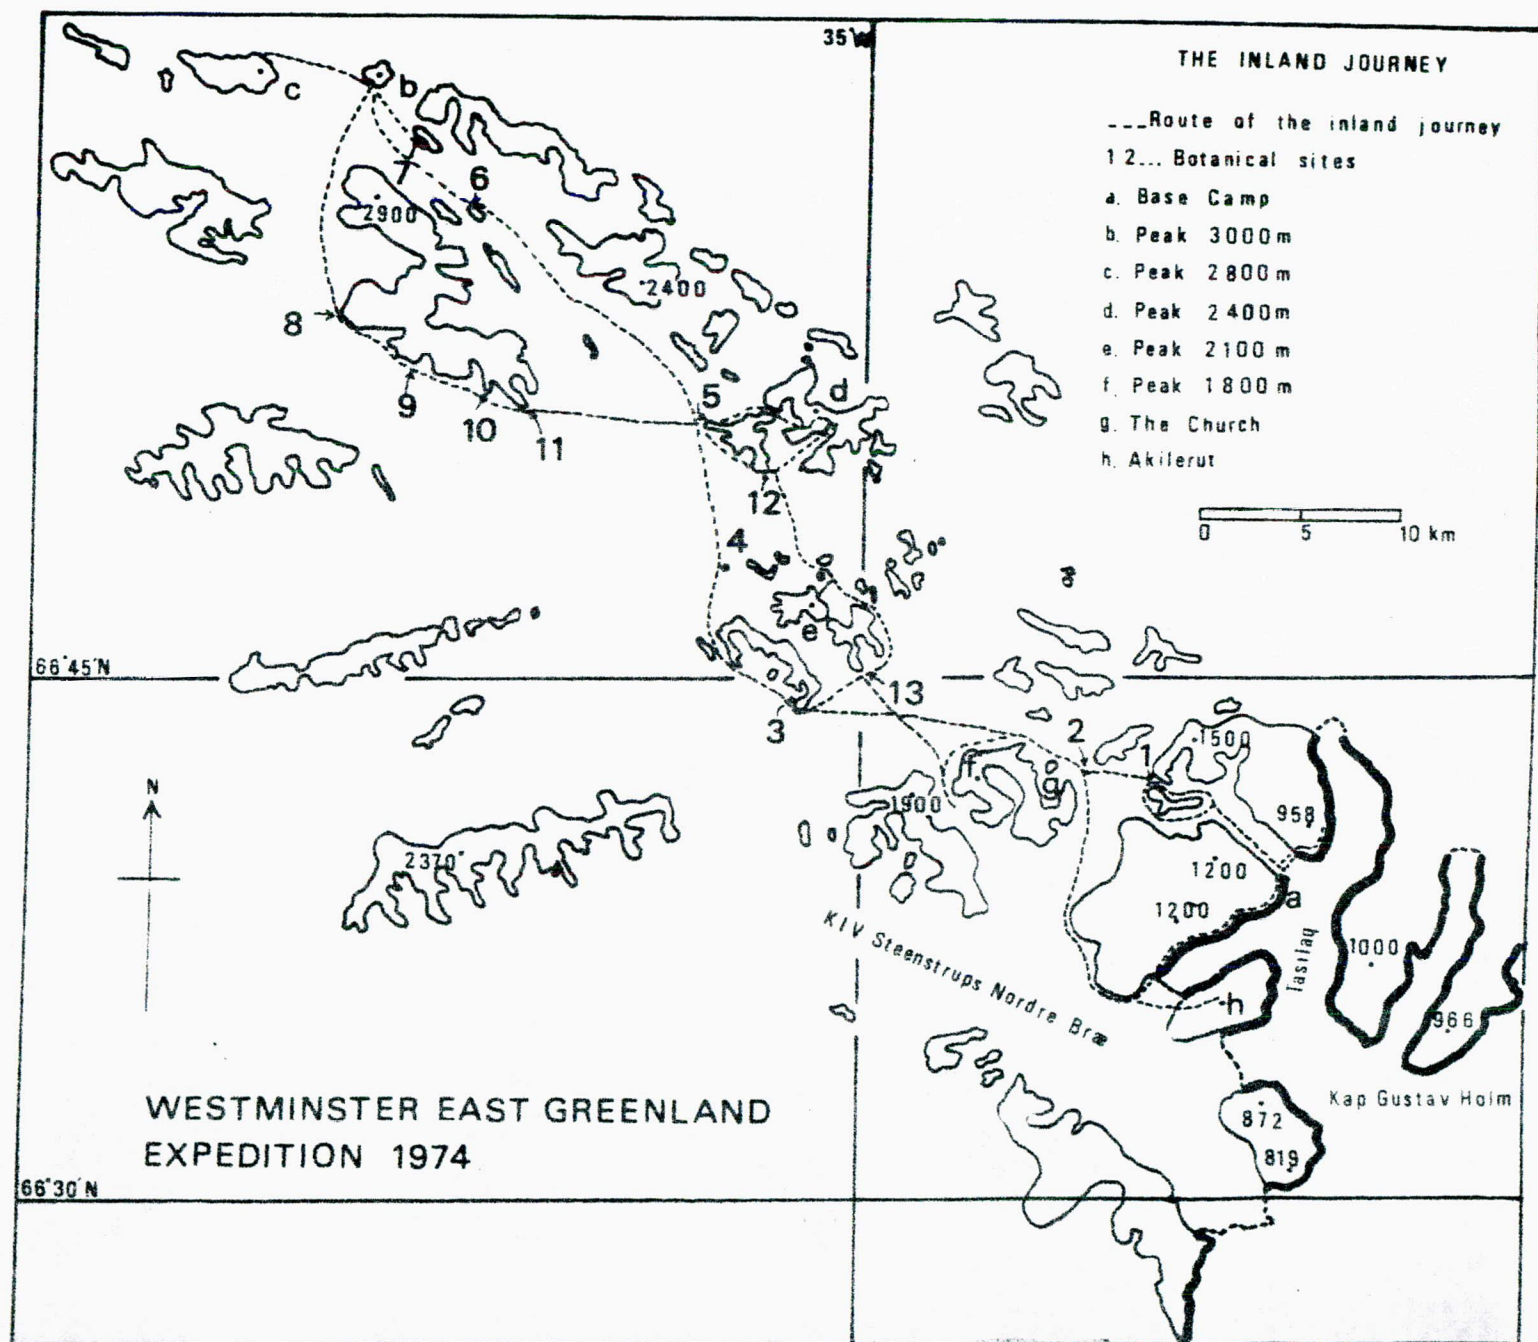 35°W
THE INLAND JOURNEY
---Route of the inland journey
1 2... Botanical sites
a. Base Camp
b. Peak 3000m
c. Peak 2800m
d. Peak 2400m
e. Peak 2100m
f. Peak 1800m
g. The Church
h. Akilerut
0 5 10 km
c
b
7
6
2900
2400
8
5
d
9
10
11
12
4
e
66°45'N
13
3
2
1
1500
f
g
1900
958
N
2370
1200
a
1200
KIV Steenstrups Nordre Bræ
Tasilaq
1000
h
966
WESTMINSTER EAST GREENLAND
EXPEDITION 1974
Kap Gustav Holm
872
819
66°30'N